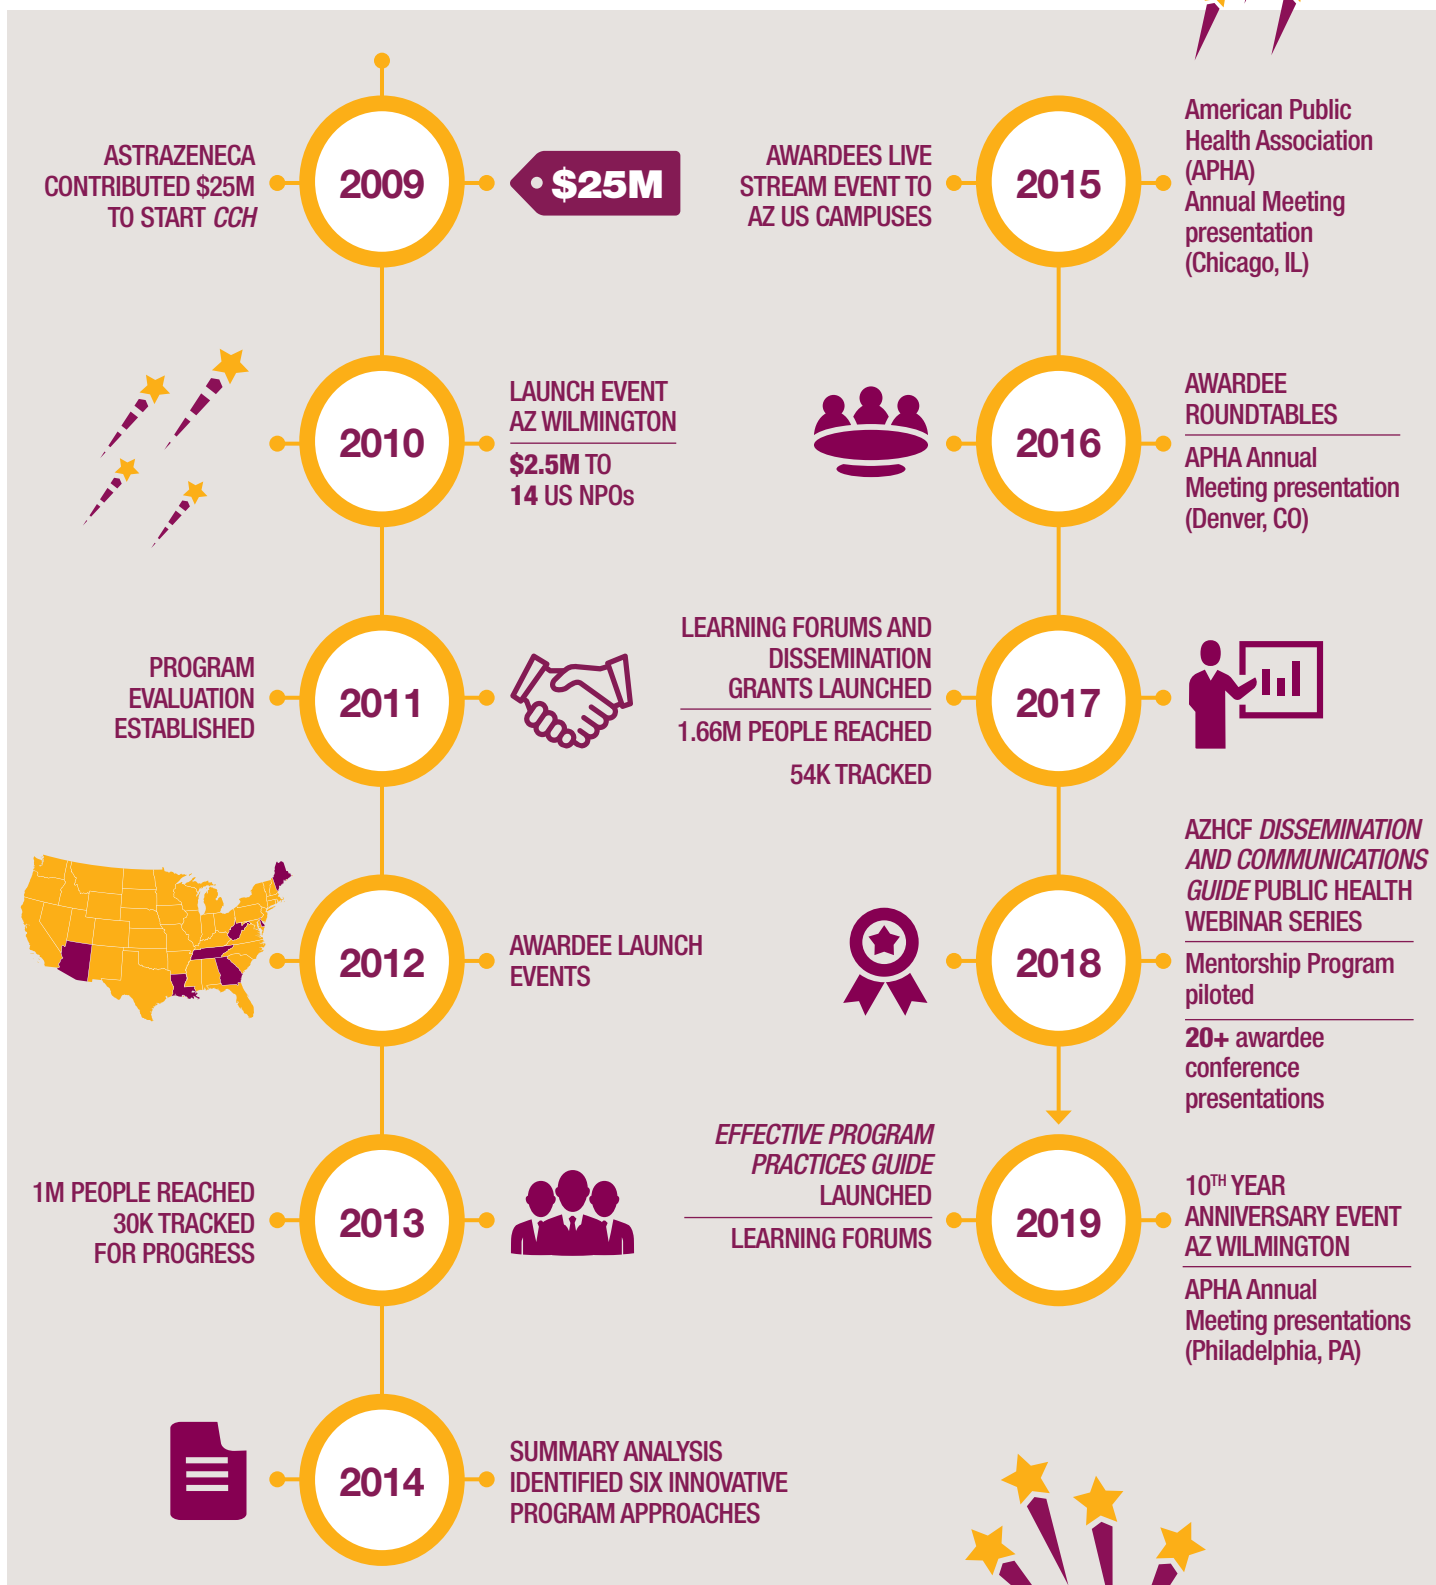 ASTRAZENECA
CONTRIBUTED $25M
TO START CCH
2009
$25M
LAUNCH EVENT
AZ WILMINGTON
$2.5M TO
14 US NPOs
2010
PROGRAM
EVALUATION
ESTABLISHED
2011
2012
AWARDEE LAUNCH
EVENTS
1M PEOPLE REACHED
30K TRACKED
FOR PROGRESS
2013
2014
SUMMARY ANALYSIS
IDENTIFIED SIX INNOVATIVE
PROGRAM APPROACHES
AWARDEES LIVE
STREAM EVENT TO
AZ US CAMPUSES
2015
American Public
Health Association
(APHA)
Annual Meeting
presentation
(Chicago, IL)
2016
AWARDEE
ROUNDTABLES
APHA Annual
Meeting presentation
(Denver, CO)
LEARNING FORUMS AND
DISSEMINATION
GRANTS LAUNCHED
1.66M PEOPLE REACHED
54K TRACKED
2017
2018
AZHCF DISSEMINATION
AND COMMUNICATIONS
GUIDE PUBLIC HEALTH
WEBINAR SERIES
Mentorship Program
piloted
20+ awardee
conference
presentations
EFFECTIVE PROGRAM
PRACTICES GUIDE
LAUNCHED
LEARNING FORUMS
2019
10TH YEAR
ANNIVERSARY EVENT
AZ WILMINGTON
APHA Annual
Meeting presentations
(Philadelphia, PA)